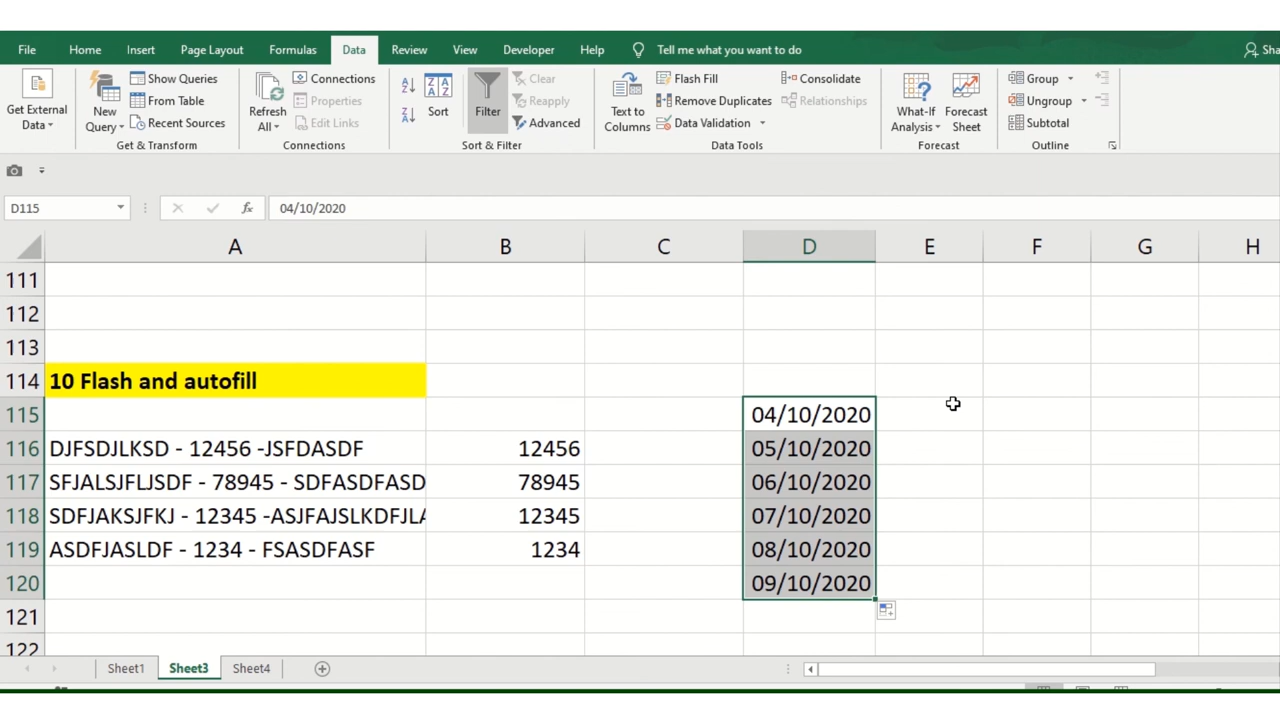 File Home Insert Page Layout Formulas Data Review View Developer Help Tell me what you want to do Sha
Get External Data
New Query
Show Queries
From Table
Recent Sources
Get & Transform
Refresh All
Connections
Properties
Edit Links
Connections
Sort
Filter
Clear
Reapply
Advanced
Sort & Filter
Text to Columns
Flash Fill
Remove Duplicates
Data Validation
Consolidate
Relationships
Data Tools
What-If Analysis
Forecast Sheet
Forecast
Group
Ungroup
Subtotal
Outline
D115 fx 04/10/2020
A B C D E F G H
111
112
113
114 10 Flash and autofill
115 04/10/2020
116 DJFSDJLKSD - 12456 -JSFDASDF 12456 05/10/2020
117 SFJALSJFLJSDF - 78945 - SDFASDFASD 78945 06/10/2020
118 SDFJAKSJFKJ - 12345 -ASJFAJSLKDFJLA 12345 07/10/2020
119 ASDFJASLDF - 1234 - FSASDFASF 1234 08/10/2020
120 09/10/2020
121
122
Sheet1 Sheet3 Sheet4